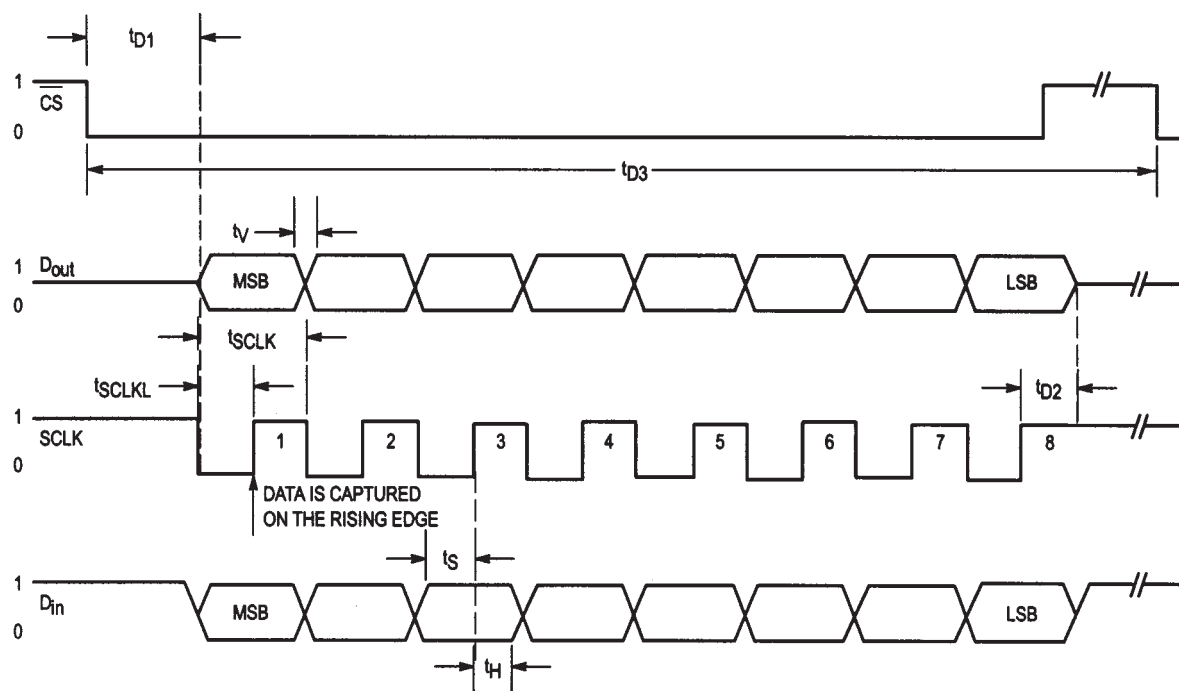 tD1
1
CS
0
tD3
tV
1
Dout
MSB
LSB
0
tSCLK
tSCLKL
tD2
1
SCLK
1 2 3 4 5 6 7 8
0
DATA IS CAPTURED
ON THE RISING EDGE
tS
1
Din
MSB
LSB
0
tH